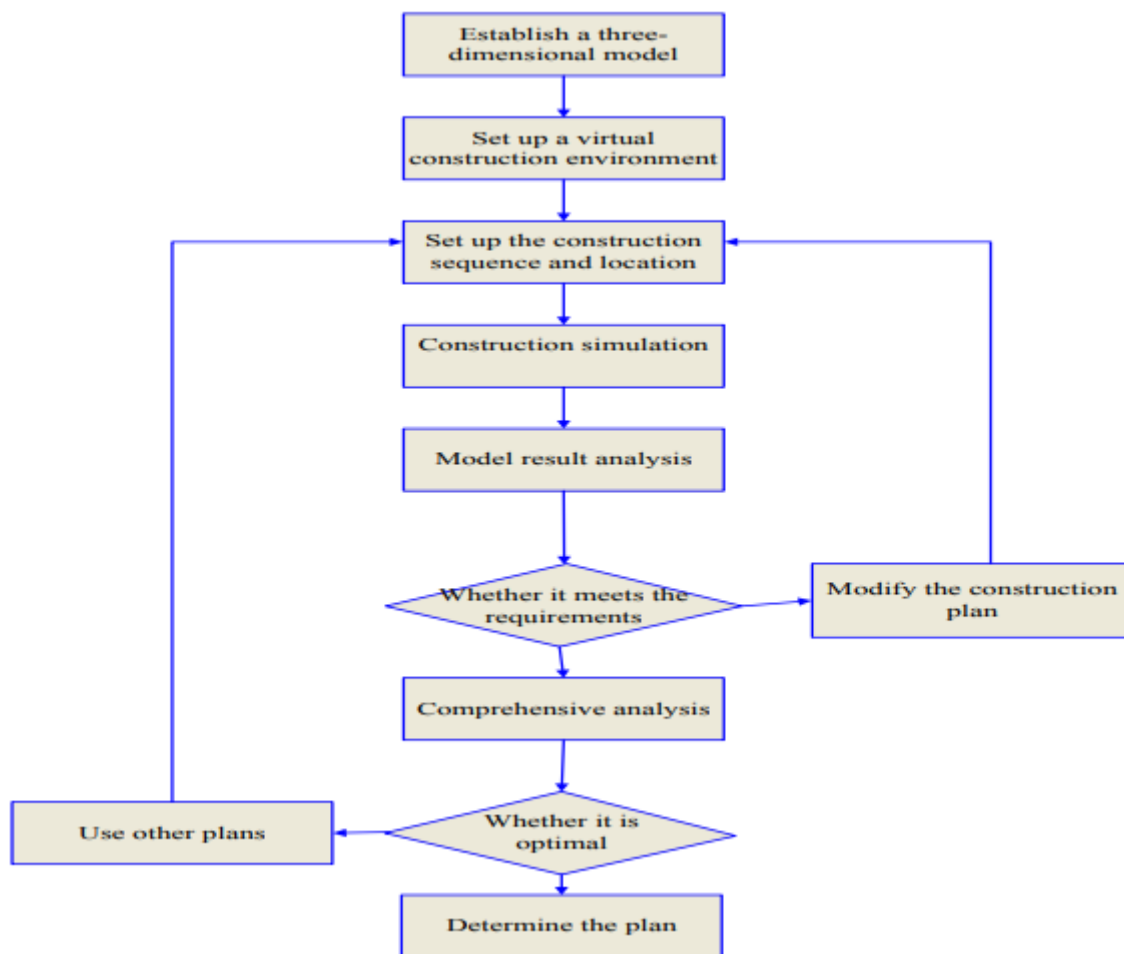 Establish a three-
dimensional model
Set up a virtual
construction environment
Set up the construction
sequence and location
Construction simulation
Model result analysis
Whether it meets the
requirements
Modify the construction
plan
Comprehensive analysis
Whether it is
optimal
Use other plans
Determine the plan